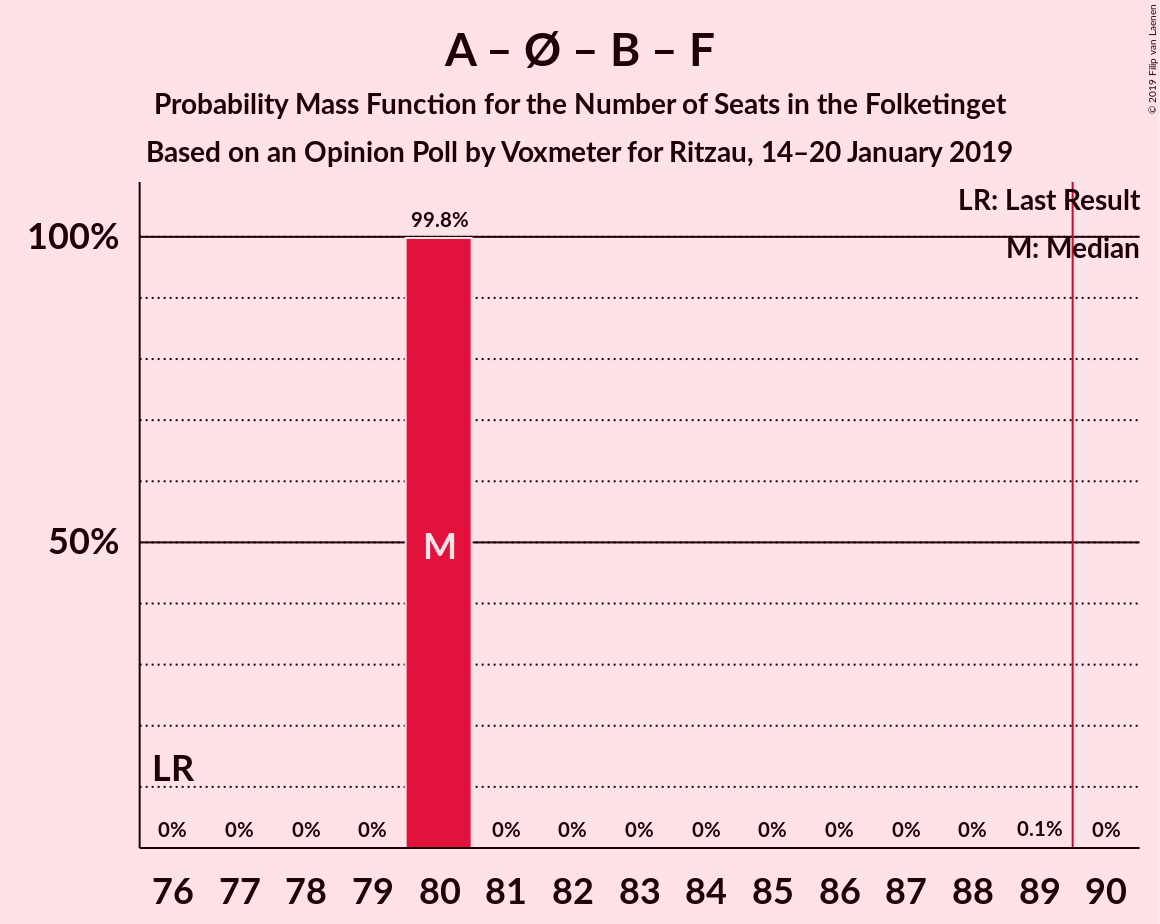 A – Ø – B – F
Probability Mass Function for the Number of Seats in the Folketinget
Based on an Opinion Poll by Voxmeter for Ritzau, 14–20 January 2019
© 2019 Filip van Laenen
LR: Last Result
M: Median
100%
50%
99.8%
M
LR
0% 0% 0% 0% 0% 0% 0% 0% 0% 0% 0% 0% 0.1% 0%
76 77 78 79 80 81 82 83 84 85 86 87 88 89 90